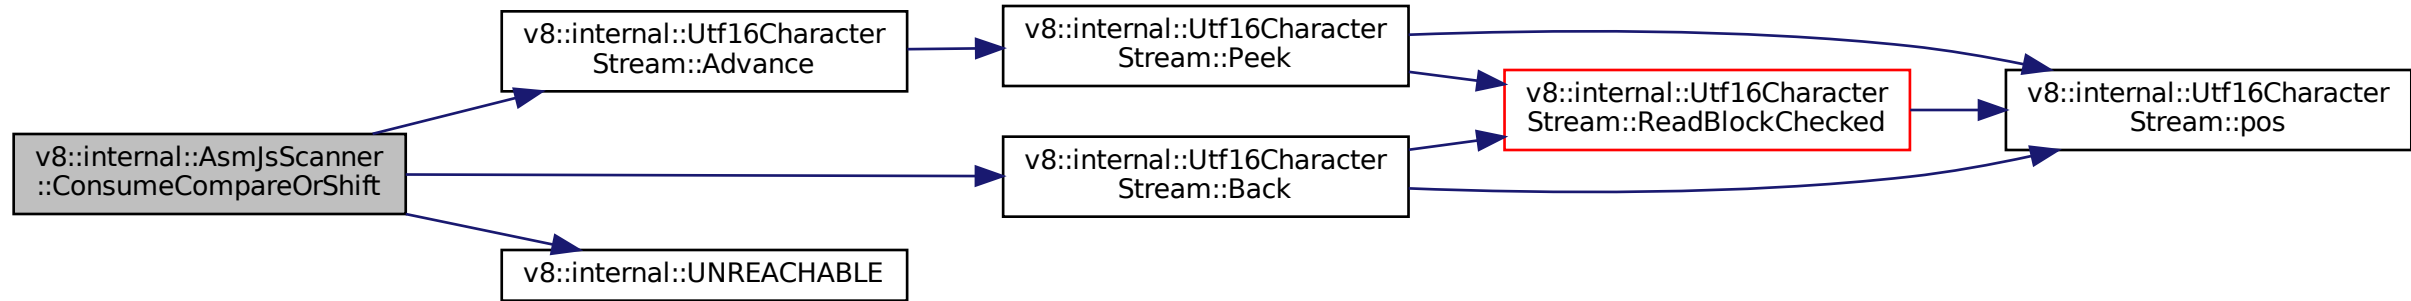 v8::internal::AsmJsScanner
::ConsumeCompareOrShift
v8::internal::Utf16Character
Stream::Advance
v8::internal::Utf16Character
Stream::Peek
v8::internal::Utf16Character
Stream::ReadBlockChecked
v8::internal::Utf16Character
Stream::pos
v8::internal::Utf16Character
Stream::Back
v8::internal::UNREACHABLE